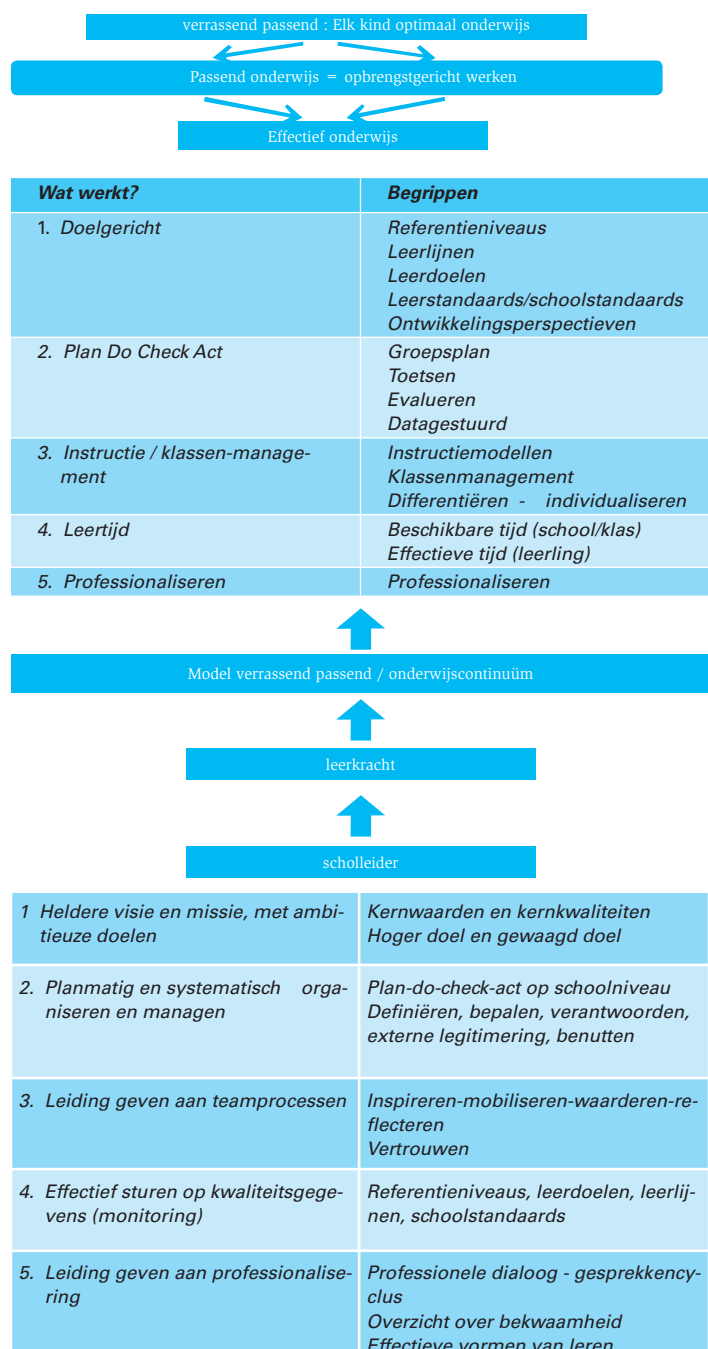 verrassend passend : Elk kind optimaal onderwijs
Passend onderwijs = opbrengstgericht werken
Effectief onderwijs
Wat werkt?
Begrippen
1. Doelgericht
Referentieniveaus
Leerlijnen
Leerdoelen
Leerstandaards/schoolstandaards
Ontwikkelingsperspectieven
2. Plan Do Check Act
Groepsplan
Toetsen
Evalueren
Datagestuurd
3. Instructie / klassen-manage-
ment
Instructiemodellen
Klassenmanagement
Differentiëren - individualiseren
4. Leertijd
Beschikbare tijd (school/klas)
Effectieve tijd (leerling)
5. Professionaliseren
Professionaliseren
Model verrassend passend / onderwijscontinuüm
leerkracht
scholleider
1 Heldere visie en missie, met ambi-
tieuze doelen
Kernwaarden en kernkwaliteiten
Hoger doel en gewaagd doel
2. Planmatig en systematisch orga-
niseren en managen
Plan-do-check-act op schoolniveau
Definiëren, bepalen, verantwoorden,
externe legitimering, benutten
3. Leiding geven aan teamprocessen
Inspireren-mobiliseren-waarderen-re-
flecteren
Vertrouwen
4. Effectief sturen op kwaliteitsgege-
vens (monitoring)
Referentieniveaus, leerdoelen, leerlij-
nen, schoolstandaards
5. Leiding geven aan professionalise-
ring
Professionele dialoog - gesprekkency-
clus
Overzicht over bekwaamheid
Effectieve vormen van leren